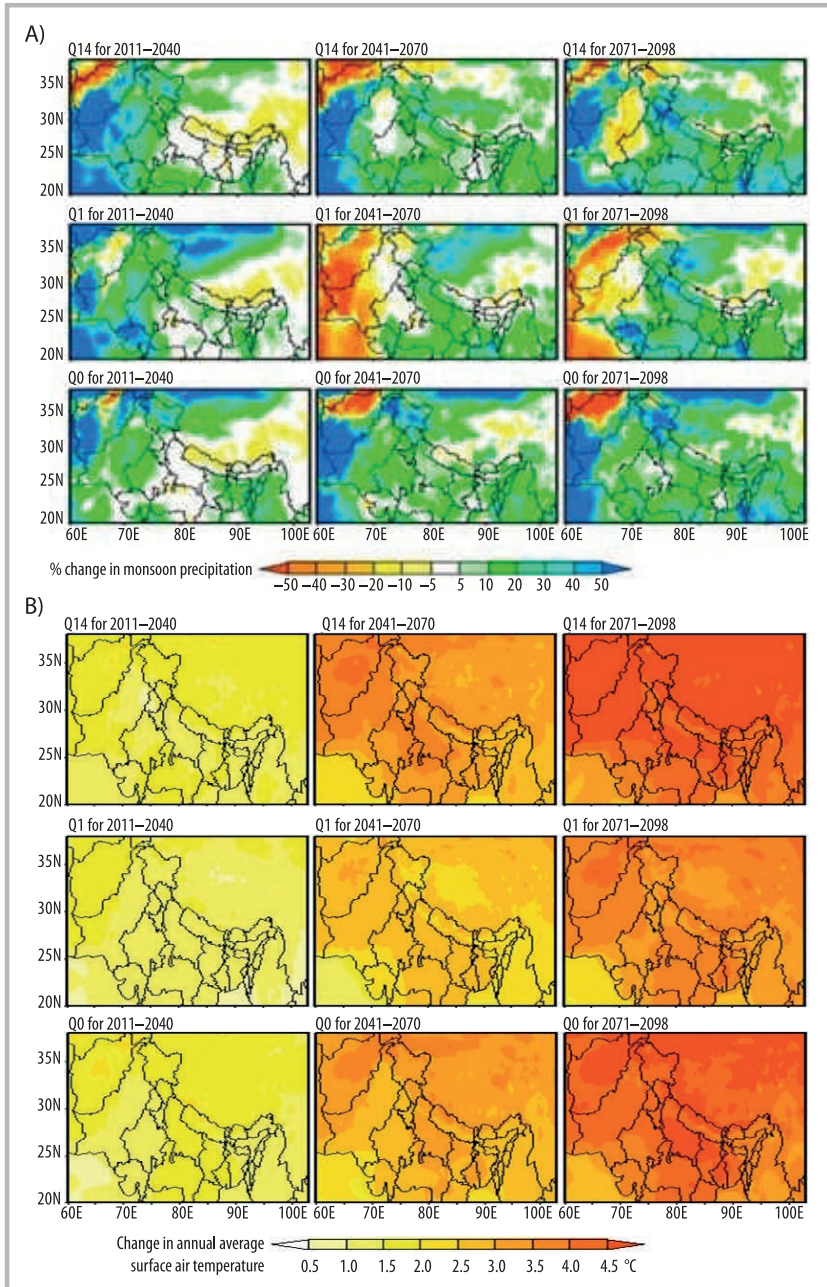 A)
Q14 for 2011–2040 Q14 for 2041–2070 Q14 for 2071–2098
35N
30N
25N
20N
Q1 for 2011–2040 Q1 for 2041–2070 Q1 for 2071–2098
35N
30N
25N
20N
Q0 for 2011–2040 Q0 for 2041–2070 Q0 for 2071–2098
35N
30N
25N
20N
60E 70E 80E 90E 100E 60E 70E 80E 90E 100E 60E 70E 80E 90E 100E
% change in monsoon precipitation
−50 −40 −30 −20 −10 −5 5 10 20 30 40 50
B)
Q14 for 2011–2040 Q14 for 2041–2070 Q14 for 2071–2098
35N
30N
25N
20N
Q1 for 2011–2040 Q1 for 2041–2070 Q1 for 2071–2098
35N
30N
25N
20N
Q0 for 2011–2040 Q0 for 2041–2070 Q0 for 2071–2098
35N
30N
25N
20N
60E 70E 80E 90E 100E 60E 70E 80E 90E 100E 60E 70E 80E 90E 100E
Change in annual average
surface air temperature
0.5 1.0 1.5 2.0 2.5 3.0 3.5 4.0 4.5 °C